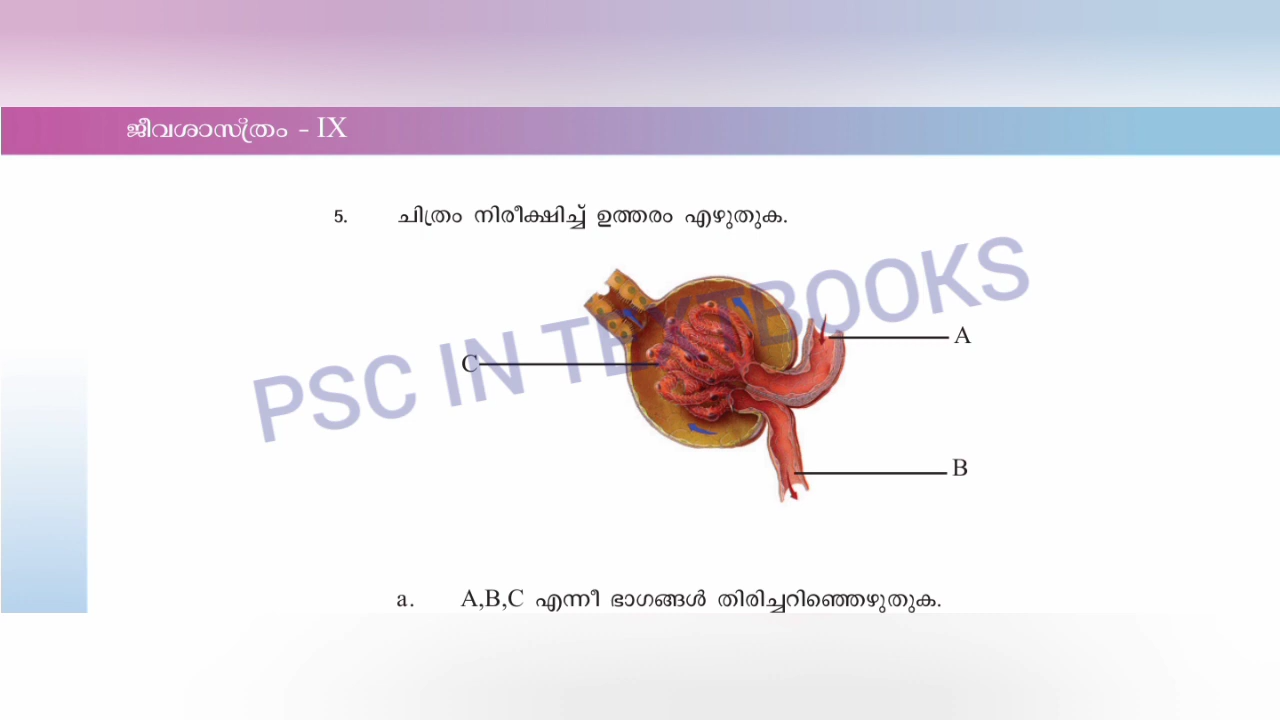 ജീവശാസ്ത്രം - IX
5. ചിത്രം നിരീക്ഷിച്ച് ഉത്തരം എഴുതുക.
PSC IN TEXTBOOKS
A
C
B
a. A,B,C എന്നീ ഭാഗങ്ങൾ തിരിച്ചറിഞ്ഞെഴുതുക.